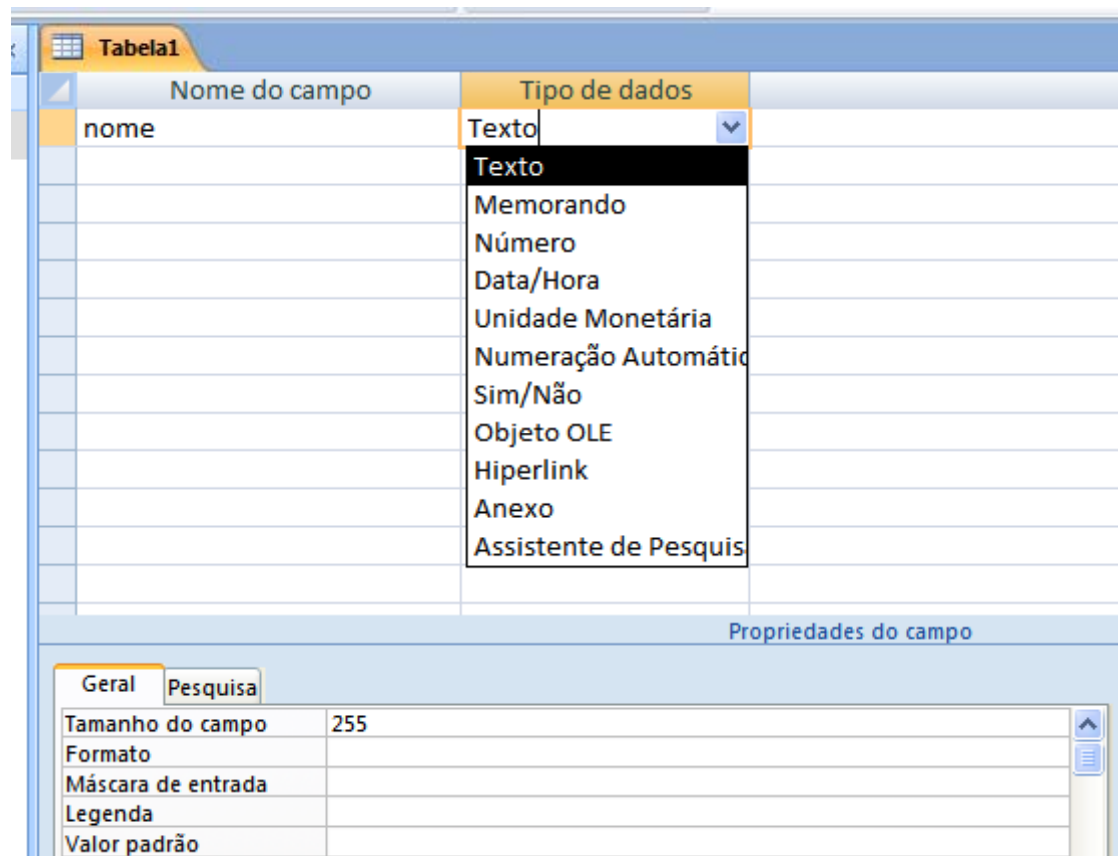 Tabela1
Nome do campo Tipo de dados
nome Texto
Texto
Memorando
Número
Data/Hora
Unidade Monetária
Numeração Automátic
Sim/Não
Objeto OLE
Hiperlink
Anexo
Assistente de Pesquis
Propriedades do campo
Geral Pesquisa
Tamanho do campo 255
Formato
Máscara de entrada
Legenda
Valor padrão